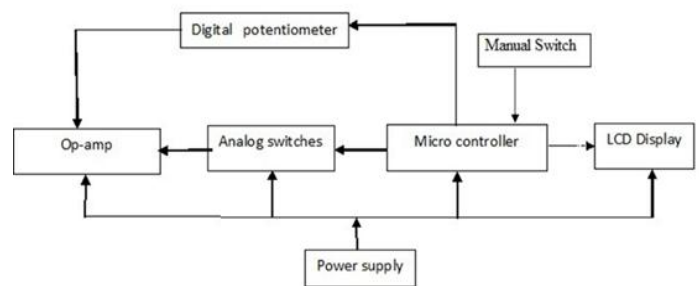 Digital potentiometer
Manual Switch
Op-amp
Analog switches
Micro controller
LCD Display
Power supply